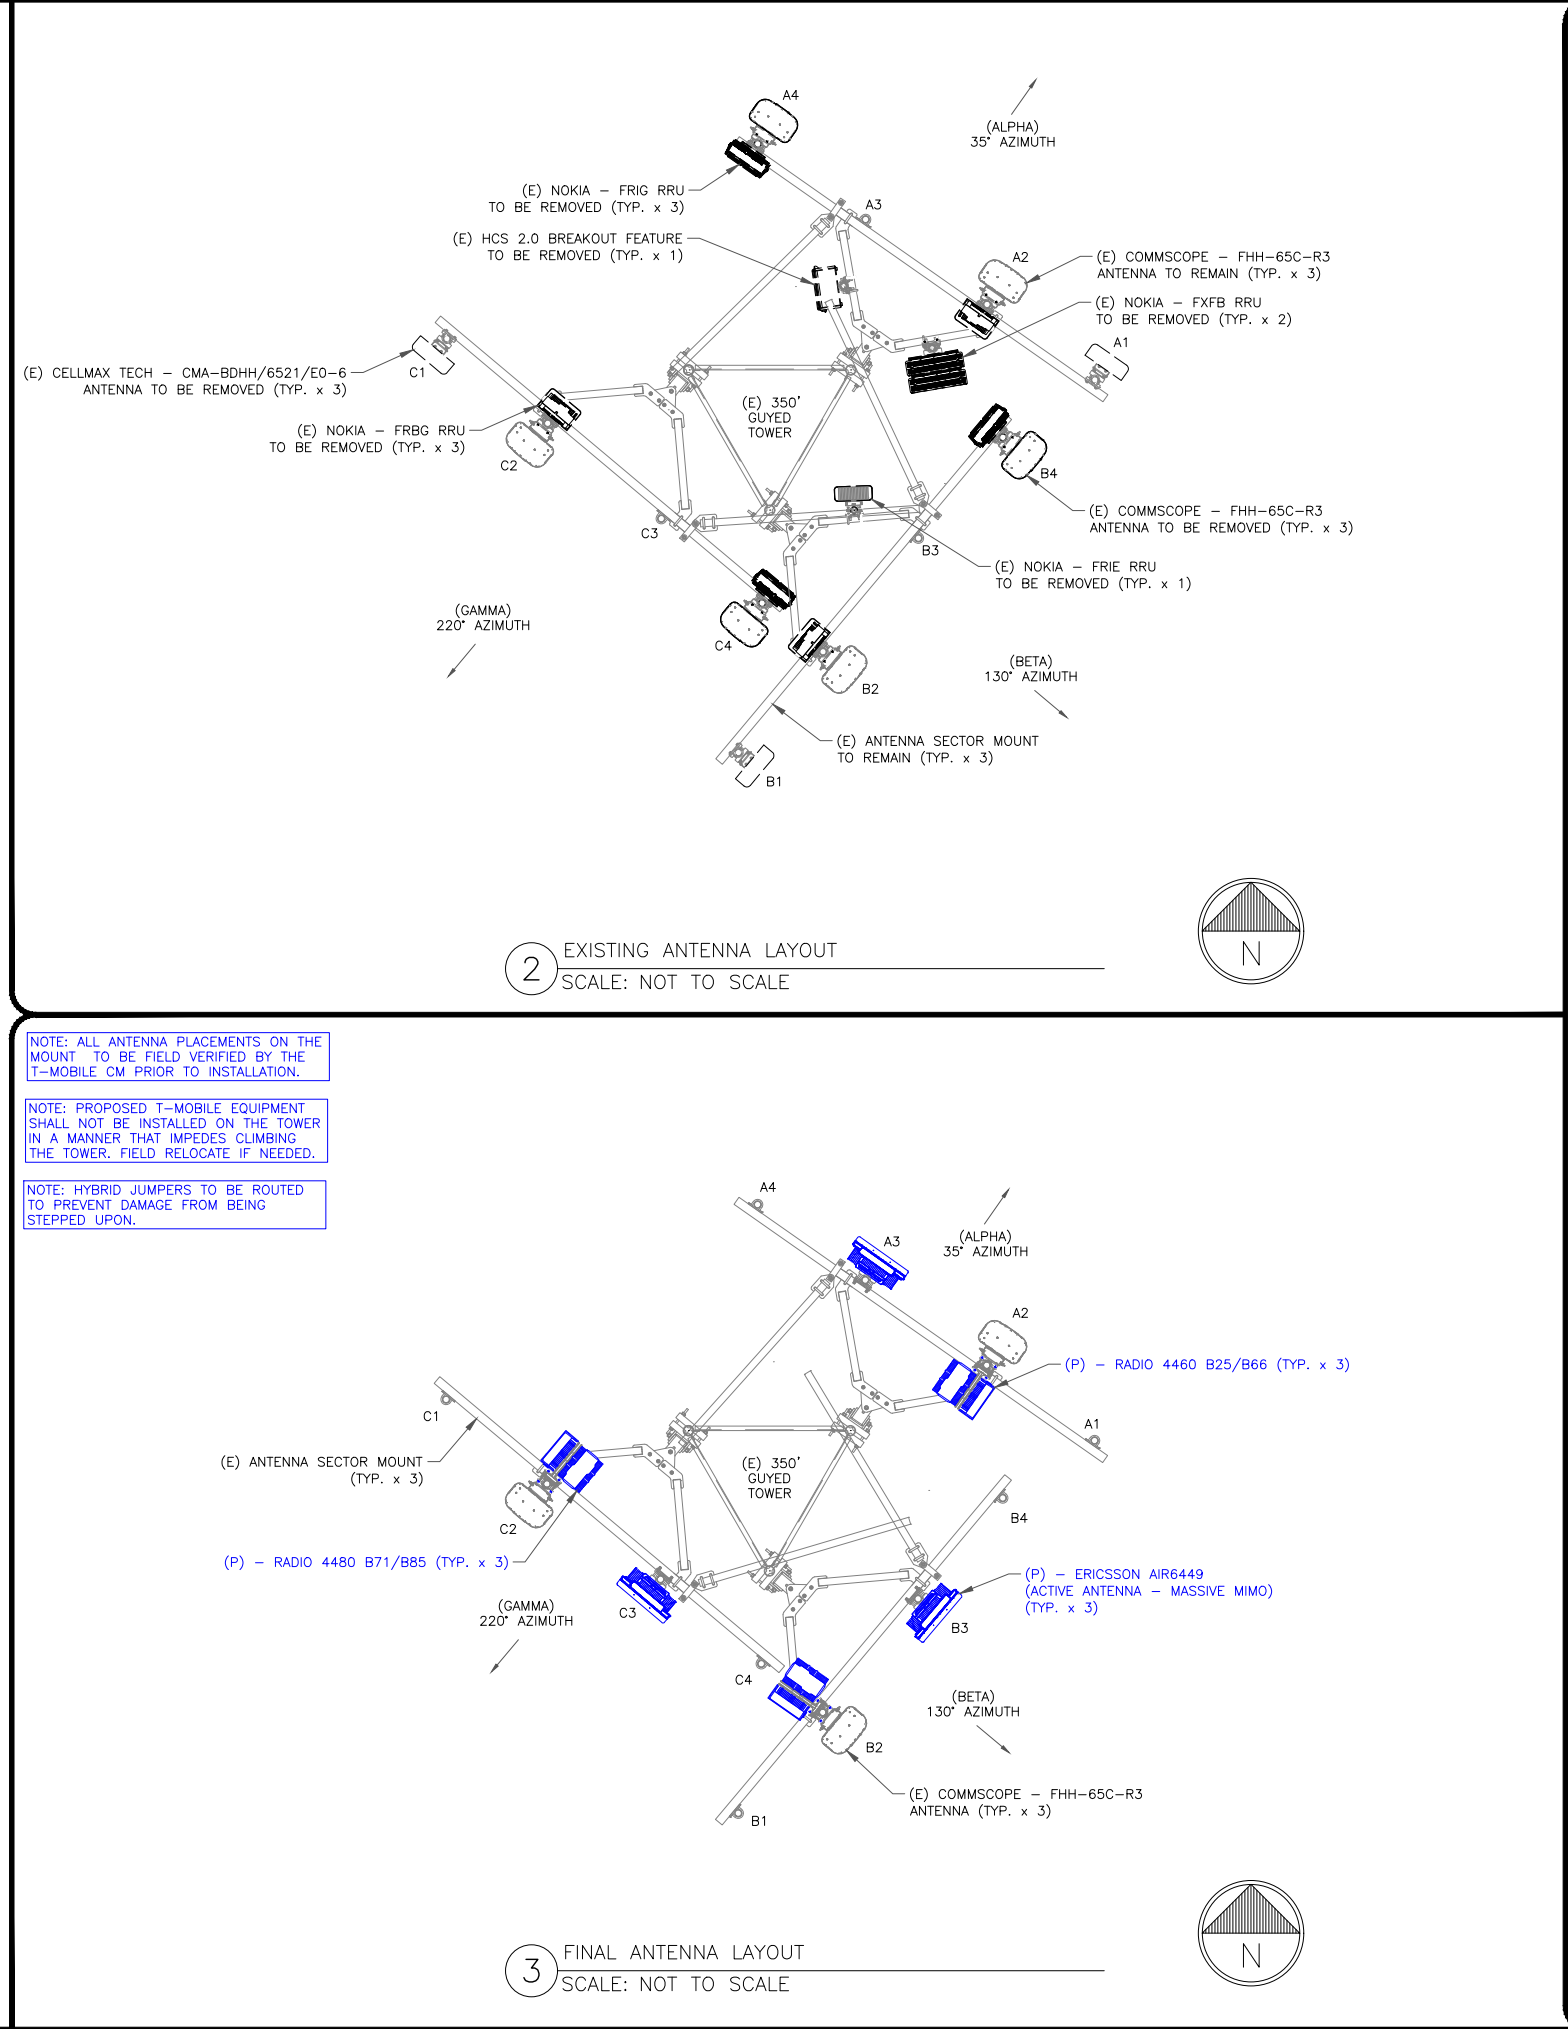 A4
(ALPHA)
35° AZIMUTH
(E) NOKIA – FRIG RRU
TO BE REMOVED (TYP. x 3)
A3
(E) HCS 2.0 BREAKOUT FEATURE
TO BE REMOVED (TYP. x 1)
A2
(E) COMMSCOPE – FHH–65C–R3
ANTENNA TO REMAIN (TYP. x 3)
(E) NOKIA – FXFB RRU
TO BE REMOVED (TYP. x 2)
A1
C1
(E) CELLMAX TECH – CMA–BDHH/6521/E0–6
ANTENNA TO BE REMOVED (TYP. x 3)
(E) 350'
GUYED
TOWER
(E) NOKIA – FRBG RRU
TO BE REMOVED (TYP. x 3)
C2
B4
(E) COMMSCOPE – FHH–65C–R3
ANTENNA TO BE REMOVED (TYP. x 3)
C3
B3
(E) NOKIA – FRIE RRU
TO BE REMOVED (TYP. x 1)
(GAMMA)
220° AZIMUTH
C4
(BETA)
130° AZIMUTH
B2
(E) ANTENNA SECTOR MOUNT
TO REMAIN (TYP. x 3)
B1
2
EXISTING ANTENNA LAYOUT
SCALE: NOT TO SCALE
N
NOTE: ALL ANTENNA PLACEMENTS ON THE
MOUNT TO BE FIELD VERIFIED BY THE
T–MOBILE CM PRIOR TO INSTALLATION.
NOTE: PROPOSED T–MOBILE EQUIPMENT
SHALL NOT BE INSTALLED ON THE TOWER
IN A MANNER THAT IMPEDES CLIMBING
THE TOWER. FIELD RELOCATE IF NEEDED.
NOTE: HYBRID JUMPERS TO BE ROUTED
TO PREVENT DAMAGE FROM BEING
STEPPED UPON.
A4
A3
(ALPHA)
35° AZIMUTH
A2
(P) – RADIO 4460 B25/B66 (TYP. x 3)
C1
A1
(E) ANTENNA SECTOR MOUNT
(TYP. x 3)
(E) 350'
GUYED
TOWER
C2
B4
(P) – RADIO 4480 B71/B85 (TYP. x 3)
(P) – ERICSSON AIR6449
(ACTIVE ANTENNA – MASSIVE MIMO)
(TYP. x 3)
(GAMMA)
220° AZIMUTH
C3
B3
C4
(BETA)
130° AZIMUTH
B2
(E) COMMSCOPE – FHH–65C–R3
ANTENNA (TYP. x 3)
B1
3
FINAL ANTENNA LAYOUT
SCALE: NOT TO SCALE
N